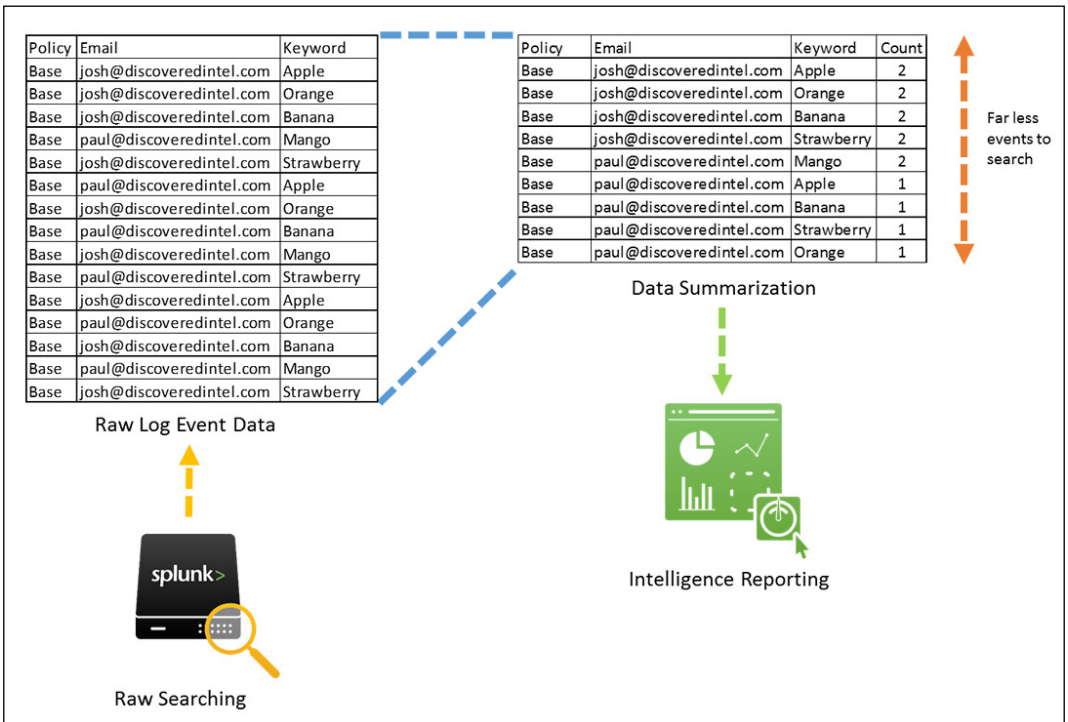 Policy Email Keyword
Base josh@discoveredintel.com Apple
Base josh@discoveredintel.com Orange
Base josh@discoveredintel.com Banana
Base paul@discoveredintel.com Mango
Base josh@discoveredintel.com Strawberry
Base paul@discoveredintel.com Apple
Base josh@discoveredintel.com Orange
Base paul@discoveredintel.com Banana
Base josh@discoveredintel.com Mango
Base paul@discoveredintel.com Strawberry
Base josh@discoveredintel.com Apple
Base paul@discoveredintel.com Orange
Base josh@discoveredintel.com Banana
Base paul@discoveredintel.com Mango
Base josh@discoveredintel.com Strawberry
Raw Log Event Data
splunk>
Raw Searching
Policy Email Keyword Count
Base josh@discoveredintel.com Apple 2
Base josh@discoveredintel.com Orange 2
Base josh@discoveredintel.com Banana 2
Base josh@discoveredintel.com Strawberry 2
Base paul@discoveredintel.com Mango 2
Base paul@discoveredintel.com Apple 1
Base paul@discoveredintel.com Banana 1
Base paul@discoveredintel.com Strawberry 1
Base paul@discoveredintel.com Orange 1
Far less
events to
search
Data Summarization
Intelligence Reporting